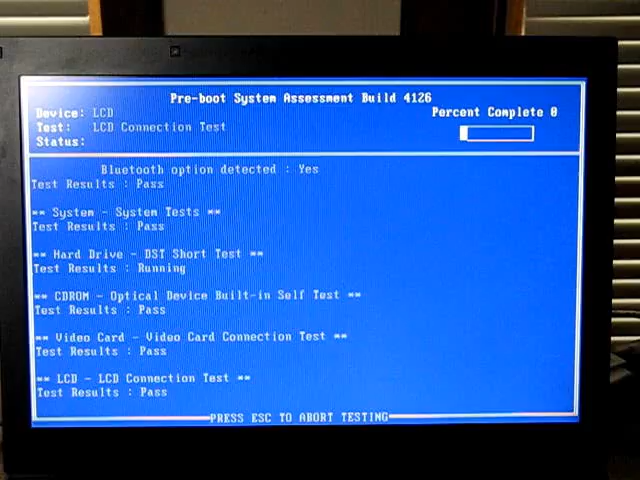 Pre-boot System Assessment Build 4126
Device: LCD
Percent Complete 0
Test: LCD Connection Test
Status:
Bluetooth option detected : Yes
Test Results : Pass
** System - System Tests **
Test Results : Pass
** Hard Drive - DST Short Test **
Test Results : Running
** CDROM - Optical Device Built-in Self Test **
Test Results : Pass
** Video Card - Video Card Connection Test **
Test Results : Pass
** LCD - LCD Connection Test **
Test Results : Pass
PRESS ESC TO ABORT TESTING